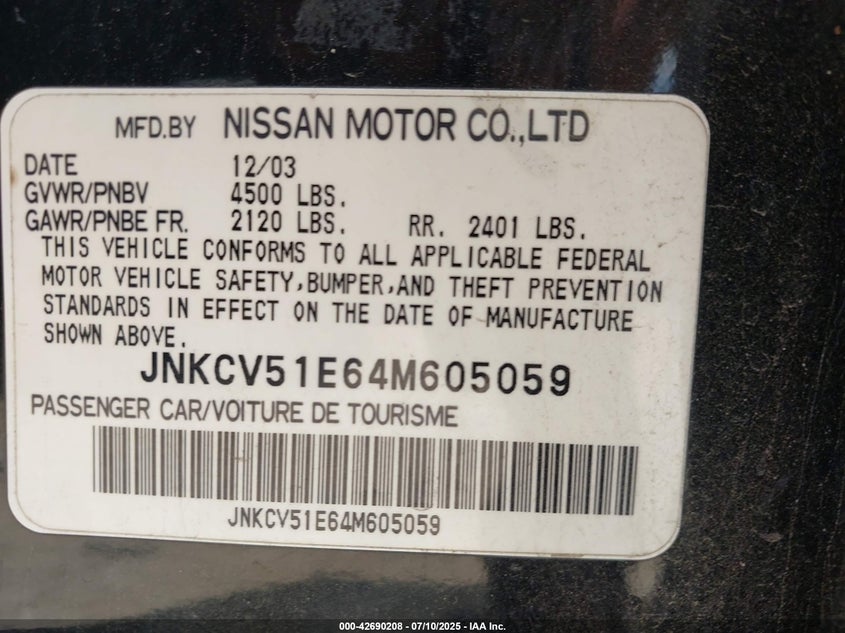 MFD.BY NISSAN MOTOR CO.,LTD
DATE 12/03
GVWR/PNBV 4500 LBS.
GAWR/PNBE FR. 2120 LBS. RR. 2401 LBS.
THIS VEHICLE CONFORMS TO ALL APPLICABLE FEDERAL
MOTOR VEHICLE SAFETY,BUMPER,AND THEFT PREVENTION
STANDARDS IN EFFECT ON THE DATE OF MANUFACTURE
SHOWN ABOVE.
JNKCV51E64M605059
PASSENGER CAR/VOITURE DE TOURISME
JNKCV51E64M605059
000-42690208 - 07/10/2025 - IAA Inc.